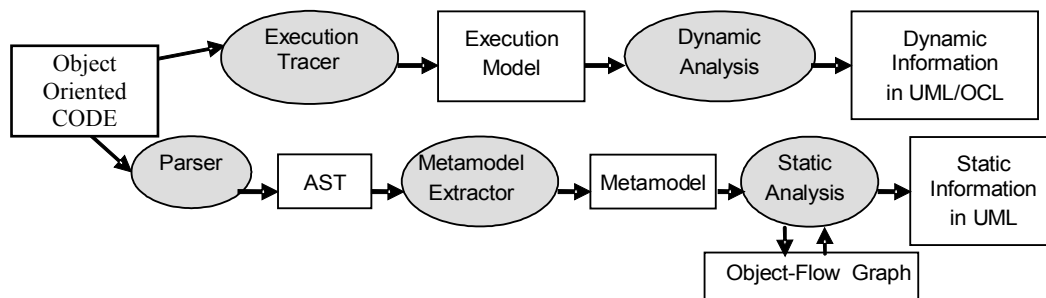 Object
Oriented
CODE
Execution
Tracer
Execution
Model
Dynamic
Analysis
Dynamic
Information
in UML/OCL
Parser
AST
Metamodel
Extractor
Metamodel
Static
Analysis
Static
Information
in UML
Object-Flow Graph